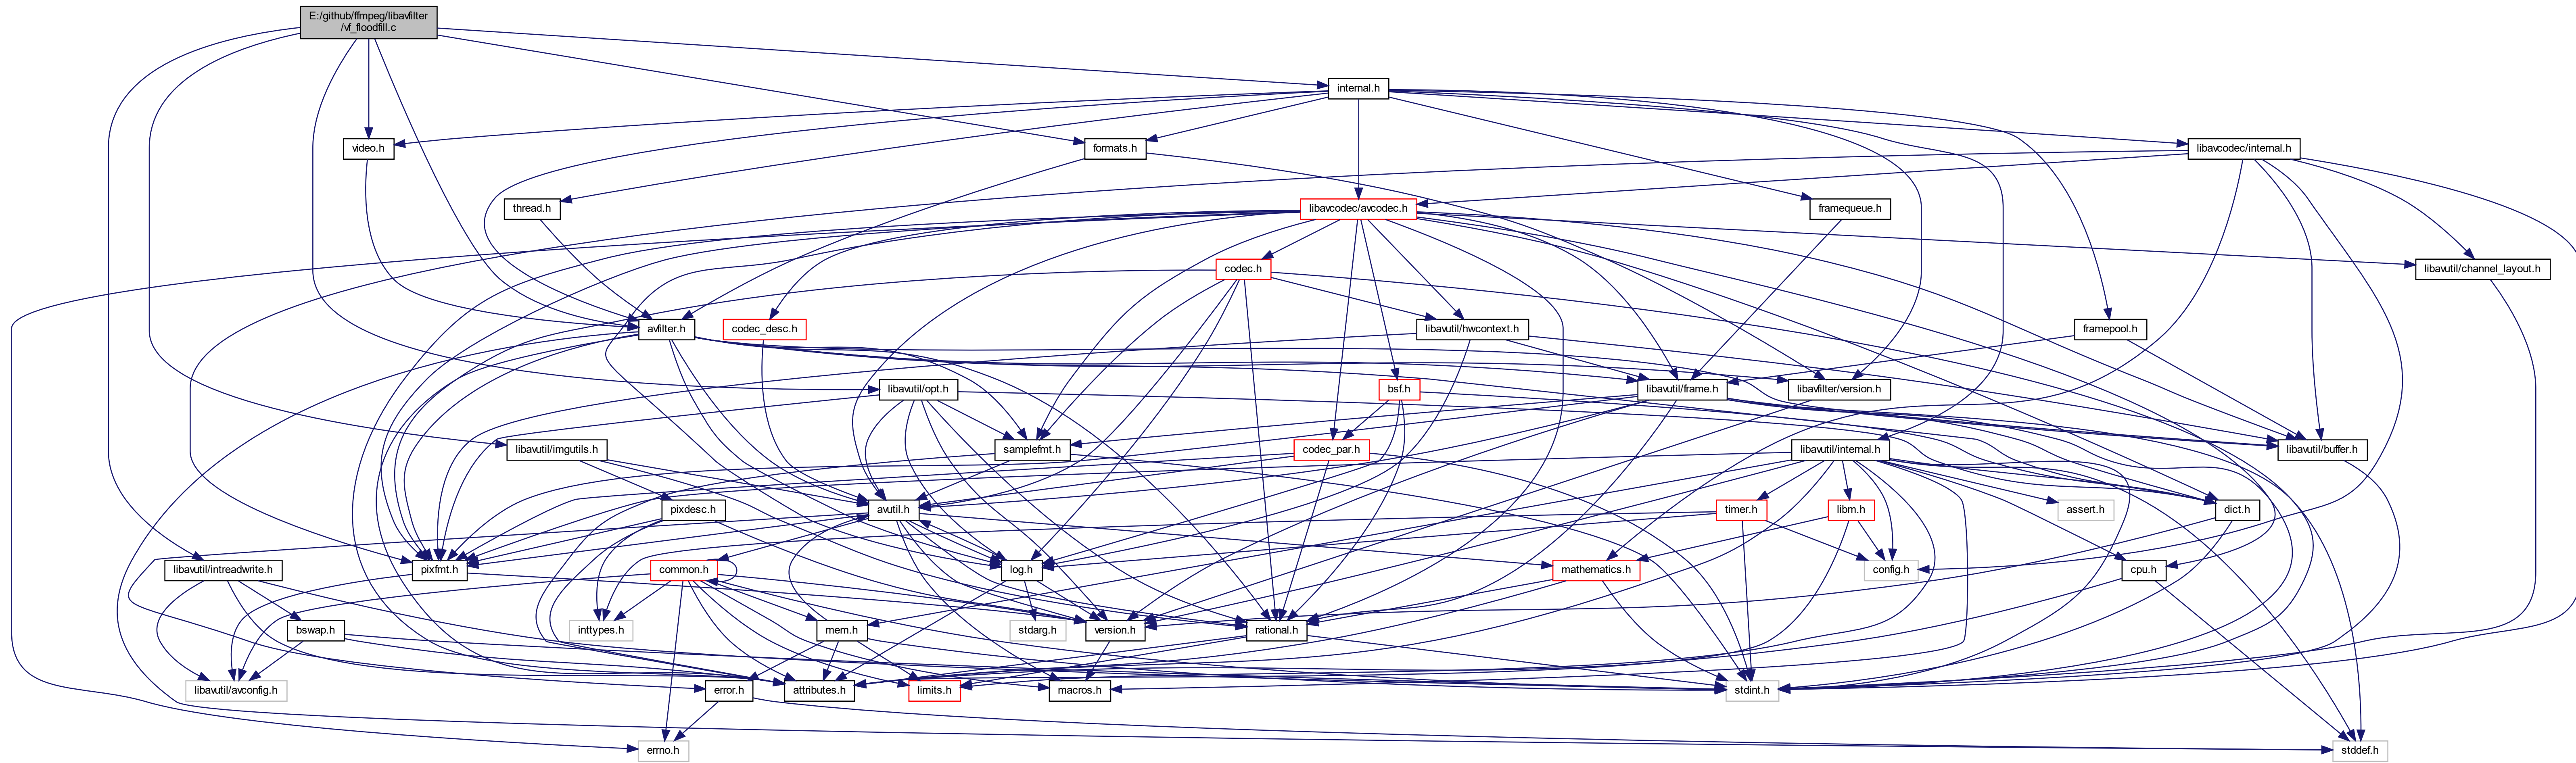 E:/github/ffmpeg/libavfilter
/vf_floodfill.c
internal.h
video.h
formats.h
libavcodec/internal.h
thread.h
libavcodec/avcodec.h
framequeue.h
codec.h
libavutil/channel_layout.h
avfilter.h
codec_desc.h
libavutil/hwcontext.h
framepool.h
libavutil/opt.h
bsf.h
libavutil/frame.h
libavfilter/version.h
libavutil/imgutils.h
samplefmt.h
codec_par.h
libavutil/internal.h
libavutil/buffer.h
pixdesc.h
avutil.h
timer.h
libm.h
assert.h
dict.h
libavutil/intreadwrite.h
pixfmt.h
common.h
log.h
mathematics.h
config.h
cpu.h
bswap.h
inttypes.h
mem.h
stdarg.h
version.h
rational.h
libavutil/avconfig.h
error.h
attributes.h
limits.h
macros.h
stdint.h
errno.h
stddef.h